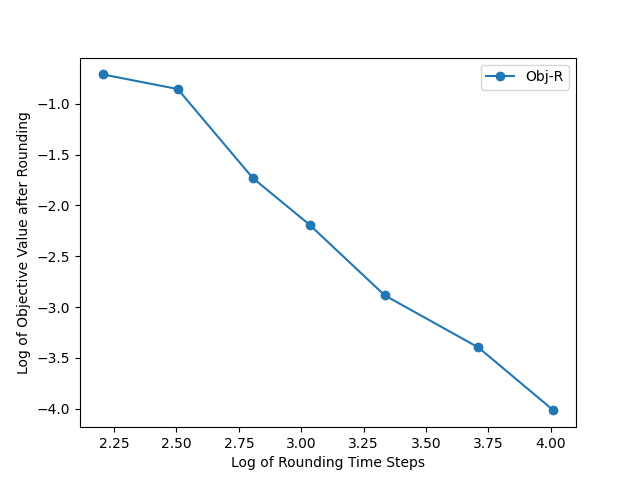 Obj-R
−1.0
−1.5
−2.0
−2.5
−3.0
−3.5
−4.0
Log of Objective Value after Rounding
2.25 2.50 2.75 3.00 3.25 3.50 3.75 4.00
Log of Rounding Time Steps